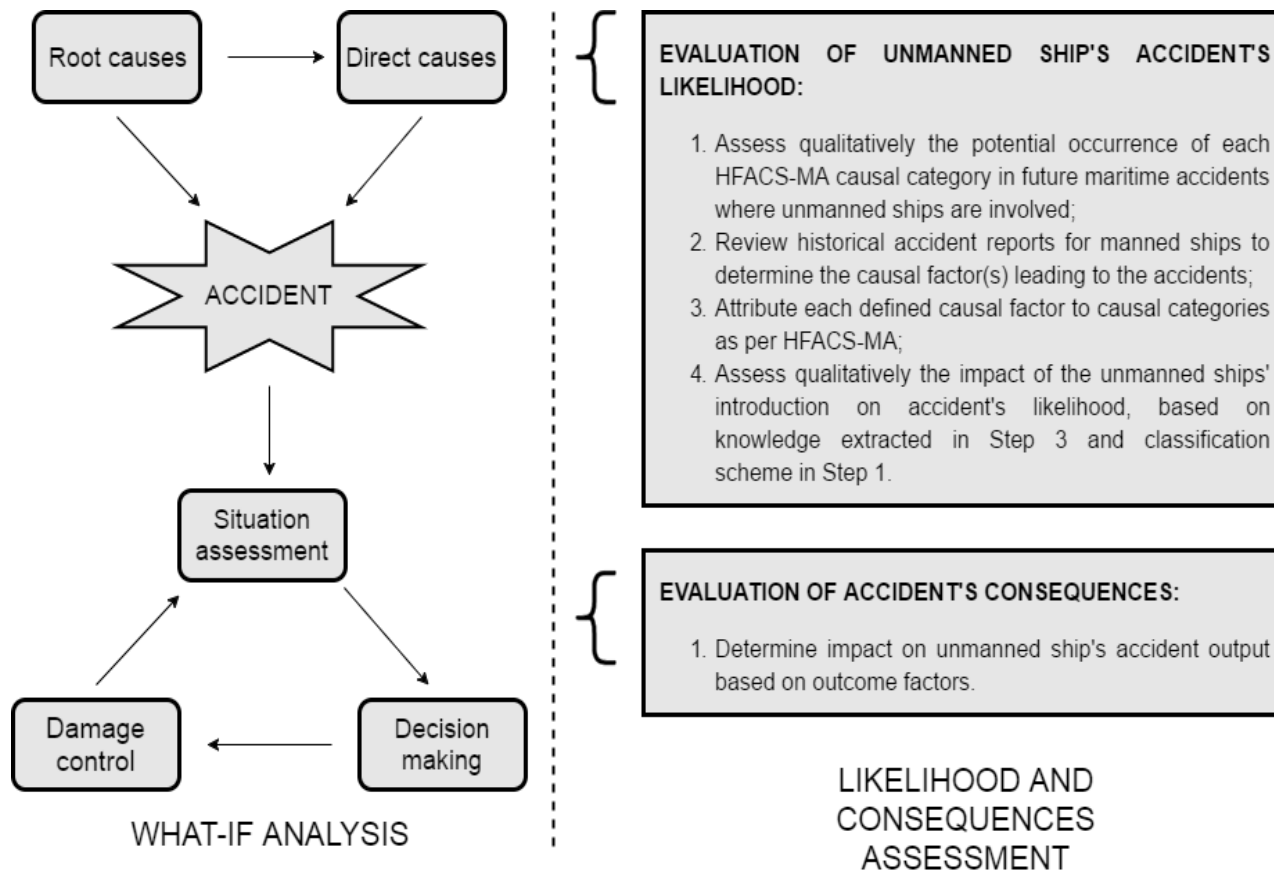 Root causes
Direct causes
ACCIDENT
Situation
assessment
Damage
control
Decision
making
WHAT-IF ANALYSIS
EVALUATION OF UNMANNED SHIP'S ACCIDENT'S
LIKELIHOOD:
1. Assess qualitatively the potential occurrence of each
HFACS-MA causal category in future maritime accidents
where unmanned ships are involved;
2. Review historical accident reports for manned ships to
determine the causal factor(s) leading to the accidents;
3. Attribute each defined causal factor to causal categories
as per HFACS-MA;
4. Assess qualitatively the impact of the unmanned ships'
introduction on accident's likelihood, based on
knowledge extracted in Step 3 and classification
scheme in Step 1.
EVALUATION OF ACCIDENT'S CONSEQUENCES:
1. Determine impact on unmanned ship's accident output
based on outcome factors.
LIKELIHOOD AND
CONSEQUENCES
ASSESSMENT